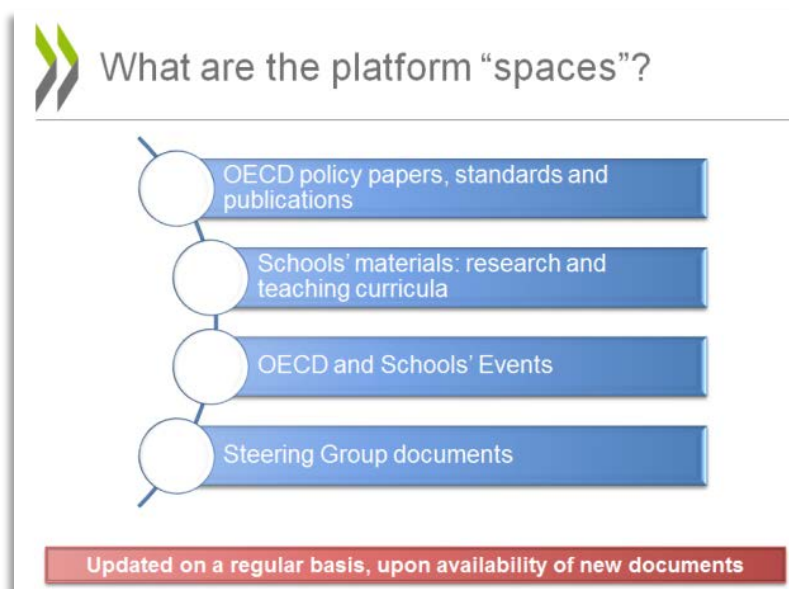 What are the platform “spaces”?
OECD policy papers, standards and
publications
Schools’ materials: research and
teaching curricula
OECD and Schools’ Events
Steering Group documents
Updated on a regular basis, upon availability of new documents